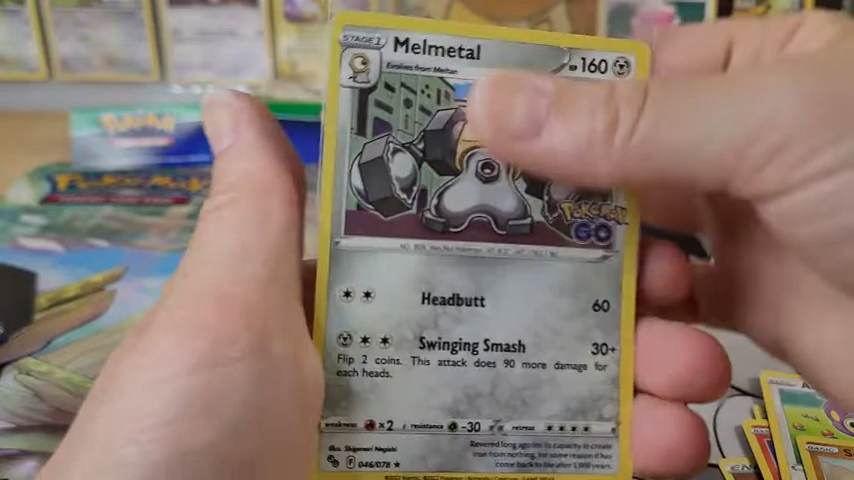 STAGE 1
Melmetal
160
Evolves from Meltan
Pokémon
GO
Headbutt
60
Swinging Smash
30+
Flip 2 coins. This attack does 90 more damage for
each heads.
weakness ×2 resistance -30 retreat
Illus. Shigenori Negishi
Revered long ago for its capacity to create
iron from nothing, for some reason it has
come back to life after 3,000 years.
F 046/078 ★
Pokémon